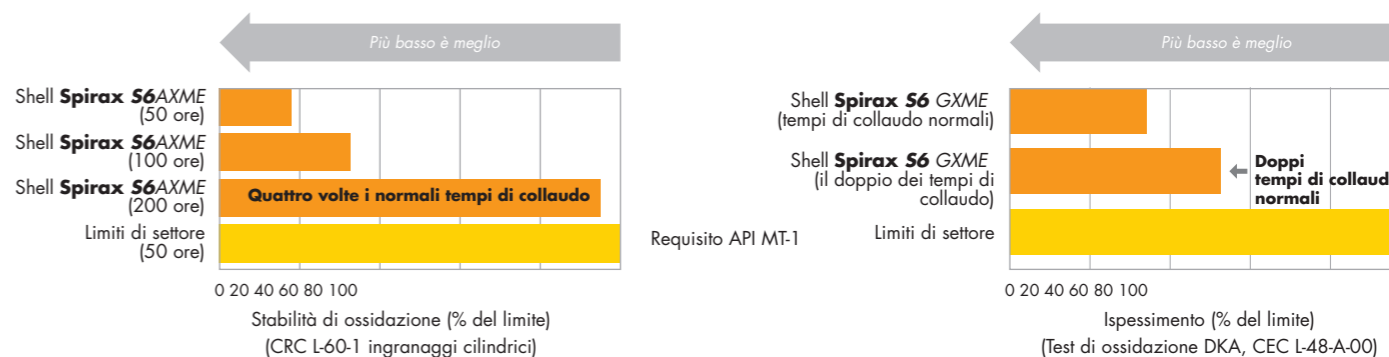 Più basso è meglio
Shell Spirax S6AXME
(50 ore)
Shell Spirax S6AXME
(100 ore)
Shell Spirax S6AXME
(200 ore)
Quattro volte i normali tempi di collaudo
Limiti di settore
(50 ore)
Requisito API MT-1
0 20 40 60 80 100
Stabilità di ossidazione (% del limite)
(CRC L-60-1 ingranaggi cilindrici)
Più basso è meglio
Shell Spirax S6 GXME
(tempi di collaudo normali)
Shell Spirax S6 GXME
(il doppio dei tempi di
collaudo)
Doppi
tempi di collaud
normali
Limiti di settore
0 20 40 60 80 100
Ispessimento (% del limite)
(Test di ossidazione DKA, CEC L-48-A-00)